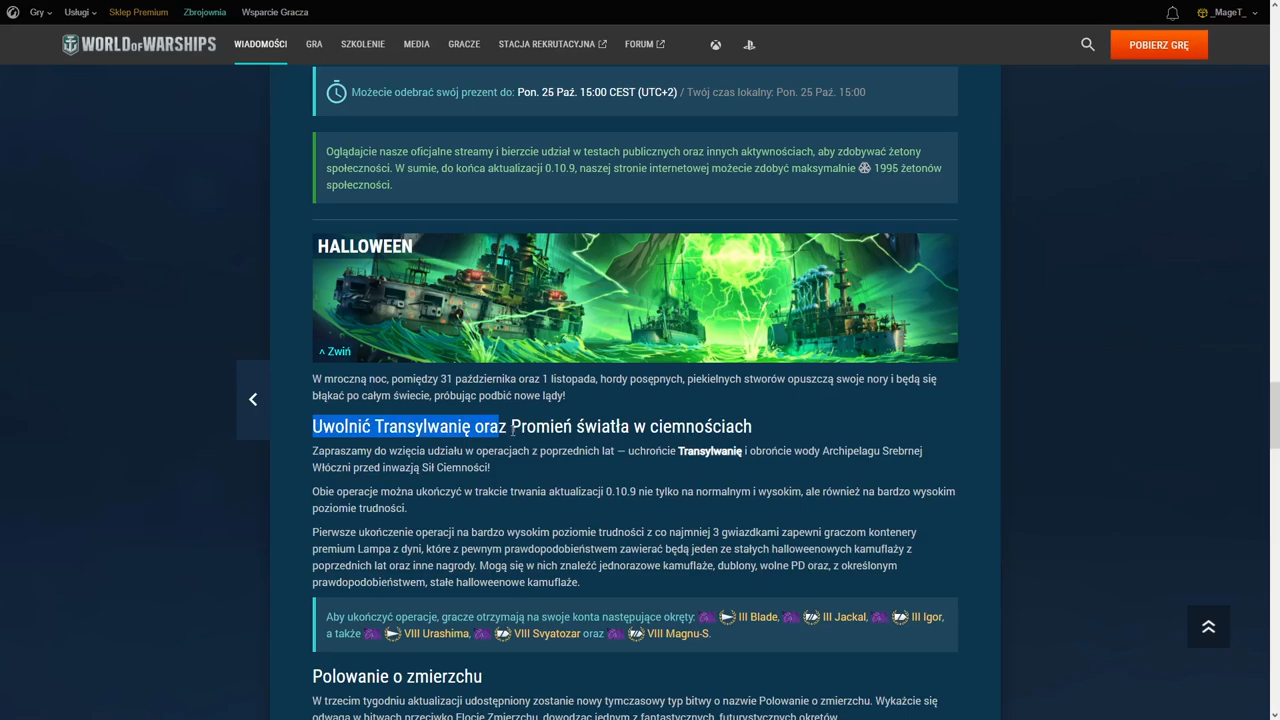 Gry Usługi Sklep Premium Zbrojownia Wsparcie Gracza _MageT_
WORLD OF WARSHIPS WIADOMOŚCI GRA SZKOLENIE MEDIA GRACZE STACJA REKRUTACYJNA FORUM POBIERZ GRĘ
Możecie odebrać swój prezent do: Pon. 25 Paź. 15:00 CEST (UTC+2) / Twój czas lokalny: Pon. 25 Paź. 15:00
Oglądajcie nasze oficjalne streamy i bierzcie udział w testach publicznych oraz innych aktywnościach, aby zdobywać żetony
społeczności. W sumie, do końca aktualizacji 0.10.9, naszej stronie internetowej możecie zdobyć maksymalnie 1995 żetonów
społeczności.
HALLOWEEN
^ Zwiń
W mroczną noc, pomiędzy 31 października oraz 1 listopada, hordy posępnych, piekielnych stworów opuszczą swoje nory i będą się
błąkać po całym świecie, próbując podbić nowe lądy!
Uwolnić Transylwanię oraz Promień światła w ciemnościach
Zapraszamy do wzięcia udziału w operacjach z poprzednich lat — uchrońcie Transylwanię i obrońcie wody Archipelagu Srebrnej
Włóczni przed inwazją Sił Ciemności!
Obie operacje można ukończyć w trakcie trwania aktualizacji 0.10.9 nie tylko na normalnym i wysokim, ale również na bardzo wysokim
poziomie trudności.
Pierwsze ukończenie operacji na bardzo wysokim poziomie trudności z co najmniej 3 gwiazdkami zapewni graczom kontenery
premium Lampa z dyni, które z pewnym prawdopodobieństwem zawierać będą jeden ze stałych halloweenowych kamuflaży z
poprzednich lat oraz inne nagrody. Mogą się w nich znaleźć jednorazowe kamuflaże, dublony, wolne PD oraz, z określonym
prawdopodobieństwem, stałe halloweenowe kamuflaże.
Aby ukończyć operacje, gracze otrzymają na swoje konta następujące okręty: III Blade, III Jackal, III Igor,
a także VIII Urashima, VIII Svyatozar oraz VIII Magnu-S.
Polowanie o zmierzchu
W trzecim tygodniu aktualizacji udostępniony zostanie nowy tymczasowy typ bitwy o nazwie Polowanie o zmierzchu. Wykażcie się
odwagą w bitwach przeciwko Flocie Zmierzchu, dowodząc jednym z fantastycznych, futurystycznych okrętów.